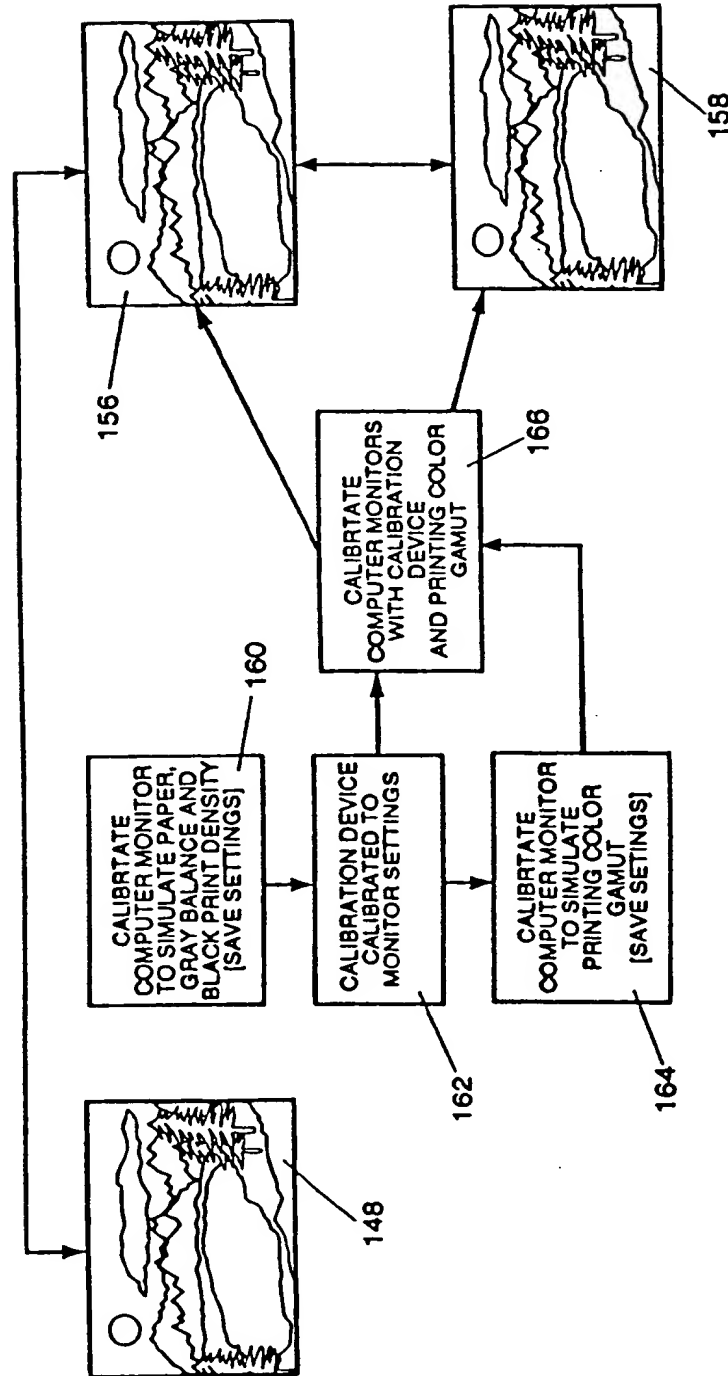 148
CALIBRTATE
COMPUTER MONITOR
TO SIMULATE PAPER,
GRAY BALANCE AND
BLACK PRINT DENSITY
[SAVE SETTINGS]
160
CALIBRATION DEVICE
CALIBRATED TO
MONITOR SETTINGS
162
CALIBRTATE
COMPUTER MONITOR
TO SIMULATE
PRINTING COLOR
GAMUT
[SAVE SETINGS]
164
CALIBRTATE
COMPUTER MONITORS
WITH CALIBRATION
DEVICE
AND PRINTING COLOR
GAMUT
166
156
158